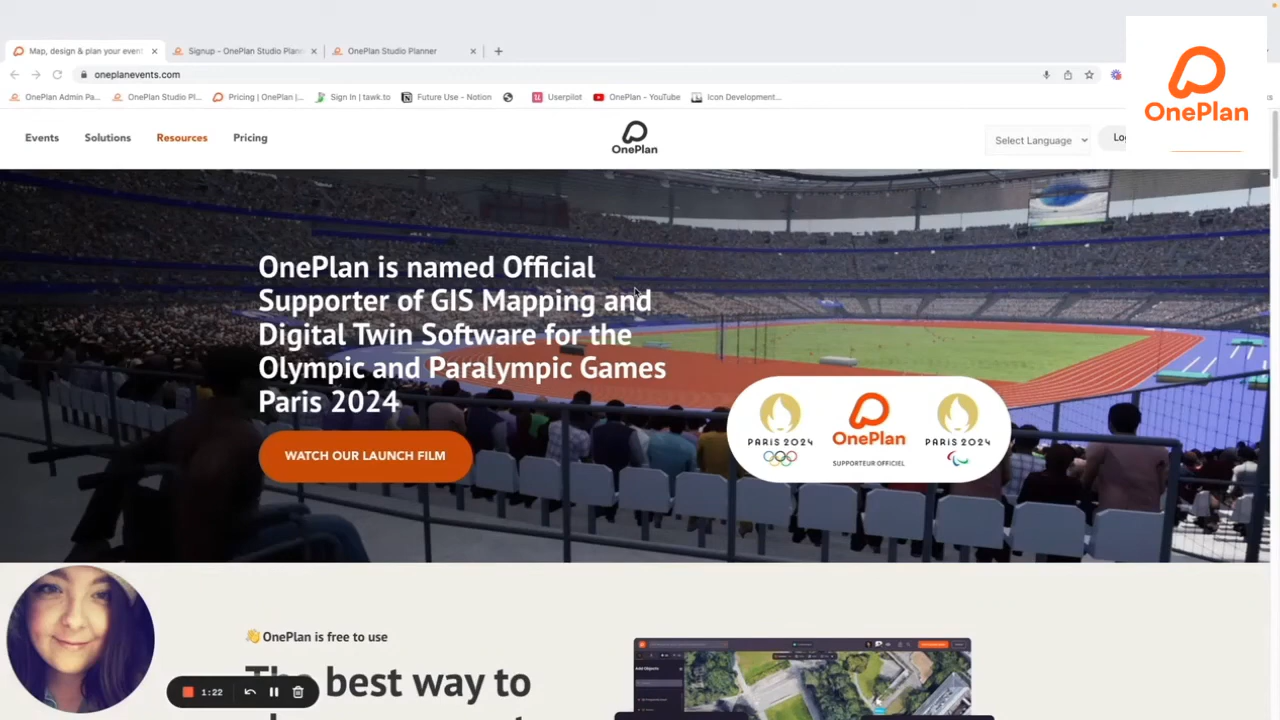 Map, design & plan your event
Signup - OnePlan Studio Plann
OnePlan Studio Planner
oneplanevents.com
OnePlan Admin Pa...
OnePlan Studio Pl...
Pricing | OnePlan |...
Sign In | tawk.to
Future Use - Notion
Userpilot
OnePlan - YouTube
Icon Development...
OnePlan
Events
Solutions
Resources
Pricing
OnePlan
Select Language
OnePlan is named Official
Supporter of GIS Mapping and
Digital Twin Software for the
Olympic and Paralympic Games
Paris 2024
WATCH OUR LAUNCH FILM
PARIS 2024
OnePlan
SUPPORTEUR OFFICIEL
PARIS 2024
👋 OnePlan is free to use
The best way to
1:22
Add Objects